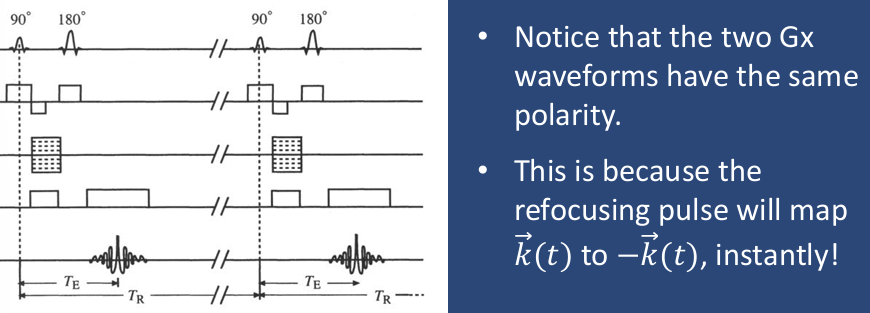 90° 180° 90° 180°
T_E T_E
T_R T_R
• Notice that the two Gx
waveforms have the same
polarity.
• This is because the
refocusing pulse will map
$\vec{k}(t)$ to $-\vec{k}(t)$, instantly!